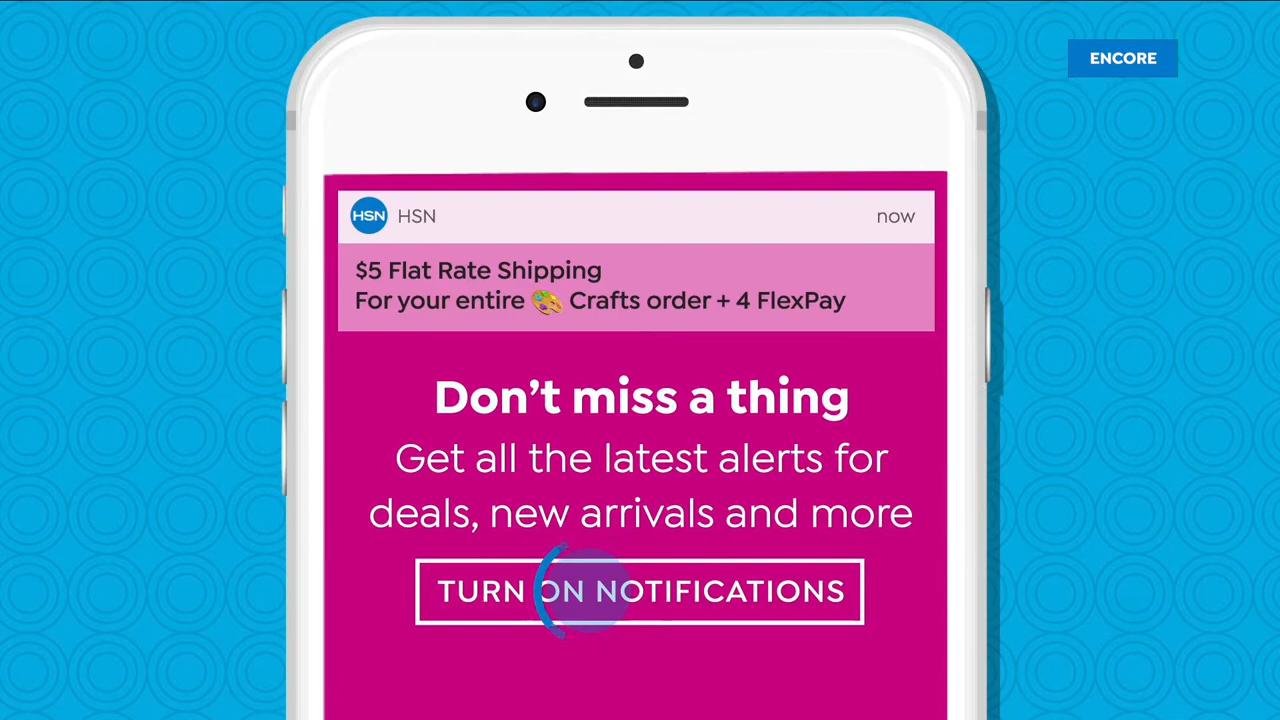 ENCORE
HSN HSN now
$5 Flat Rate Shipping
For your entire 🎨 Crafts order + 4 FlexPay
Don't miss a thing
Get all the latest alerts for
deals, new arrivals and more
TURN ON NOTIFICATIONS